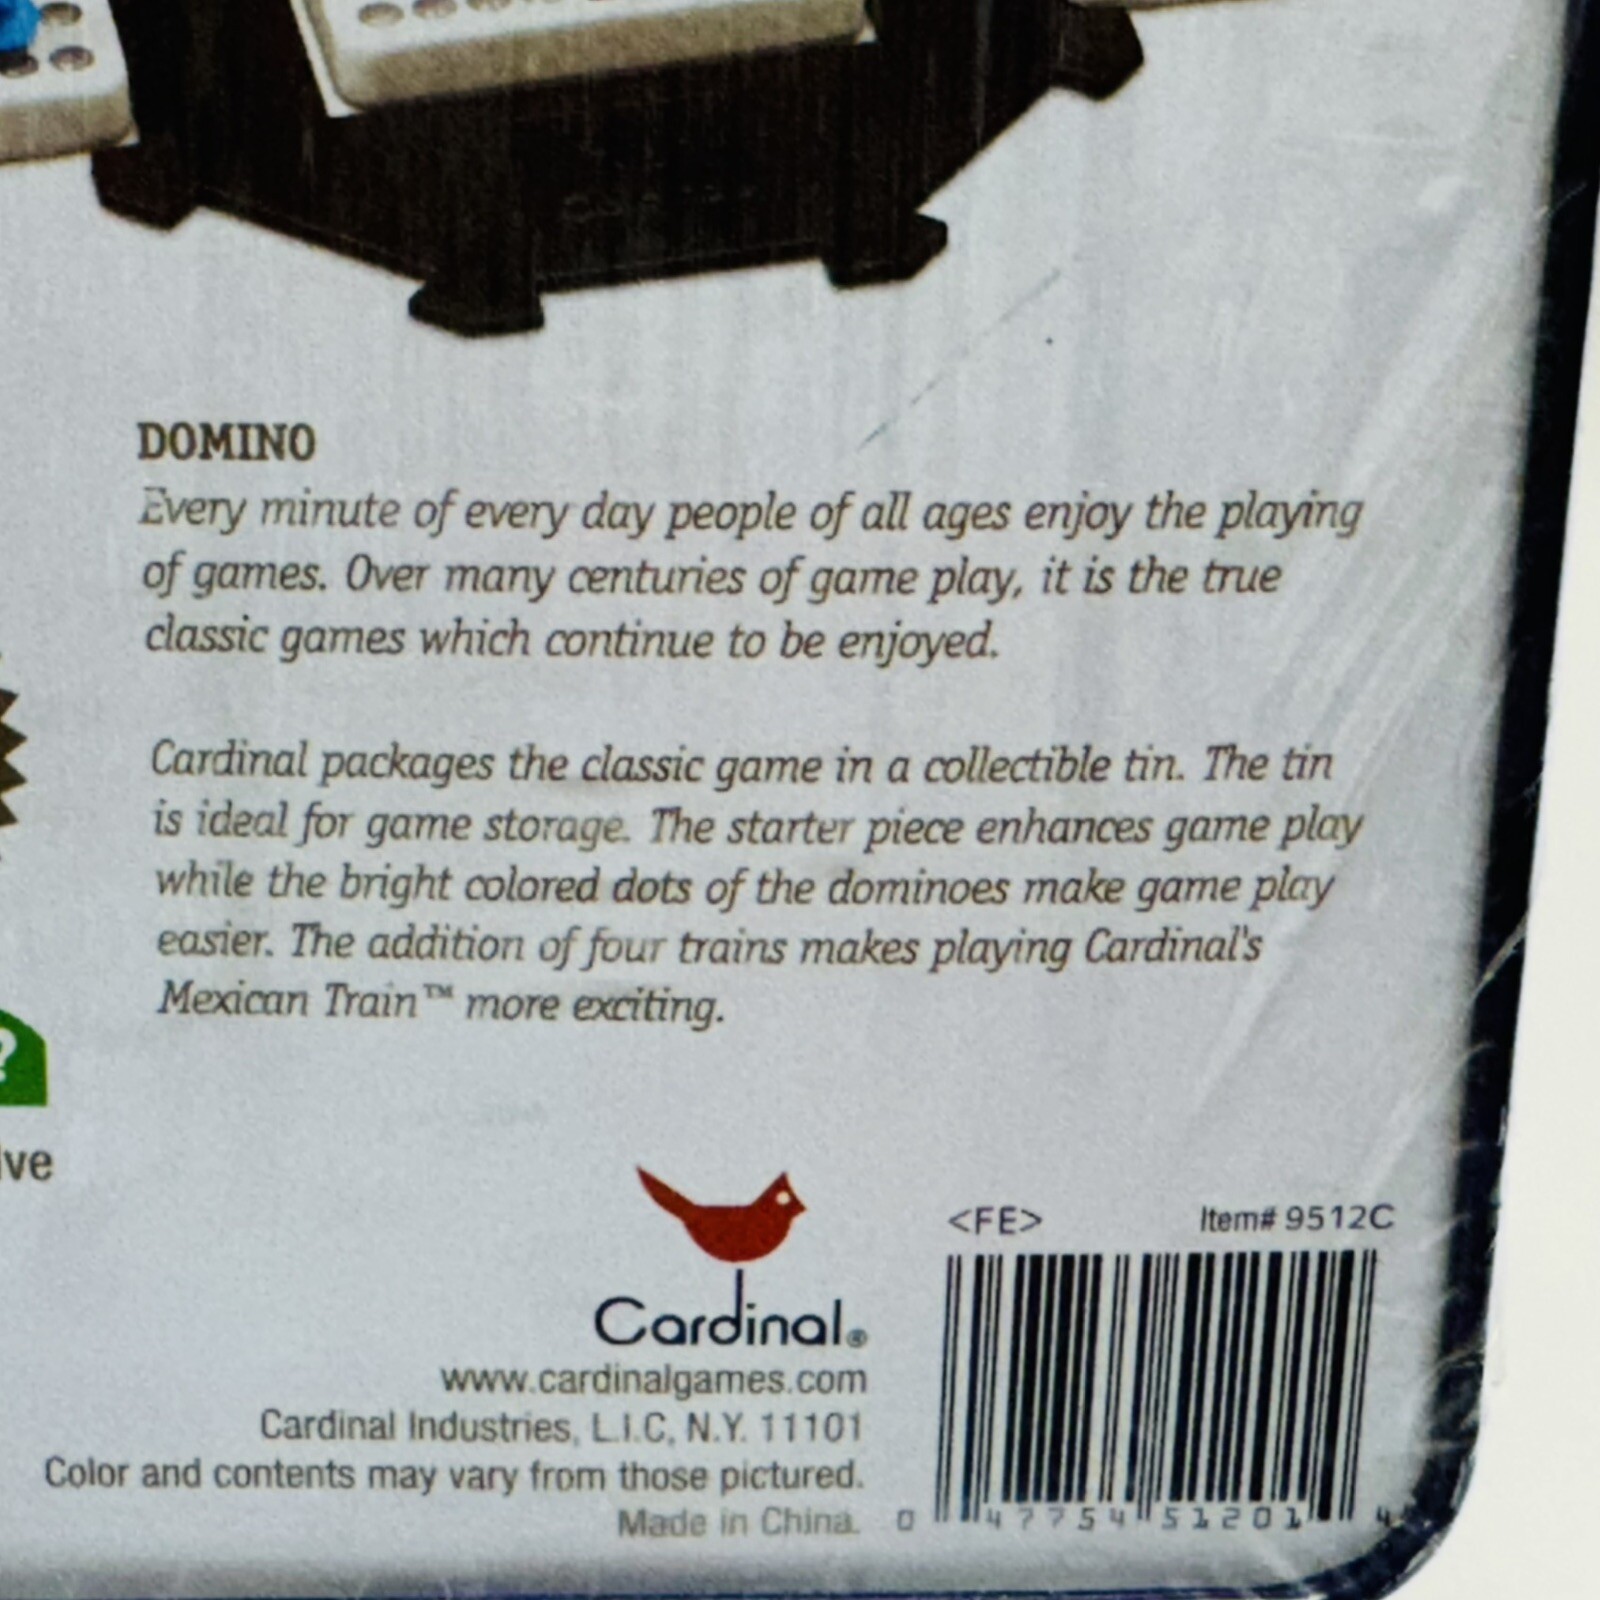 DOMINO
Every minute of every day people of all ages enjoy the playing
of games. Over many centuries of game play, it is the true
classic games which continue to be enjoyed.
Cardinal packages the classic game in a collectible tin. The tin
is ideal for game storage. The starter piece enhances game play
while the bright colored dots of the dominoes make game play
easier. The addition of four trains makes playing Cardinal's
Mexican Train™ more exciting.
?
lve
<FE> Item# 9512C
Cardinal®
www.cardinalgames.com
Cardinal Industries, L.I.C, N.Y. 11101
Color and contents may vary from those pictured.
Made in China.
0 47754 51201 4